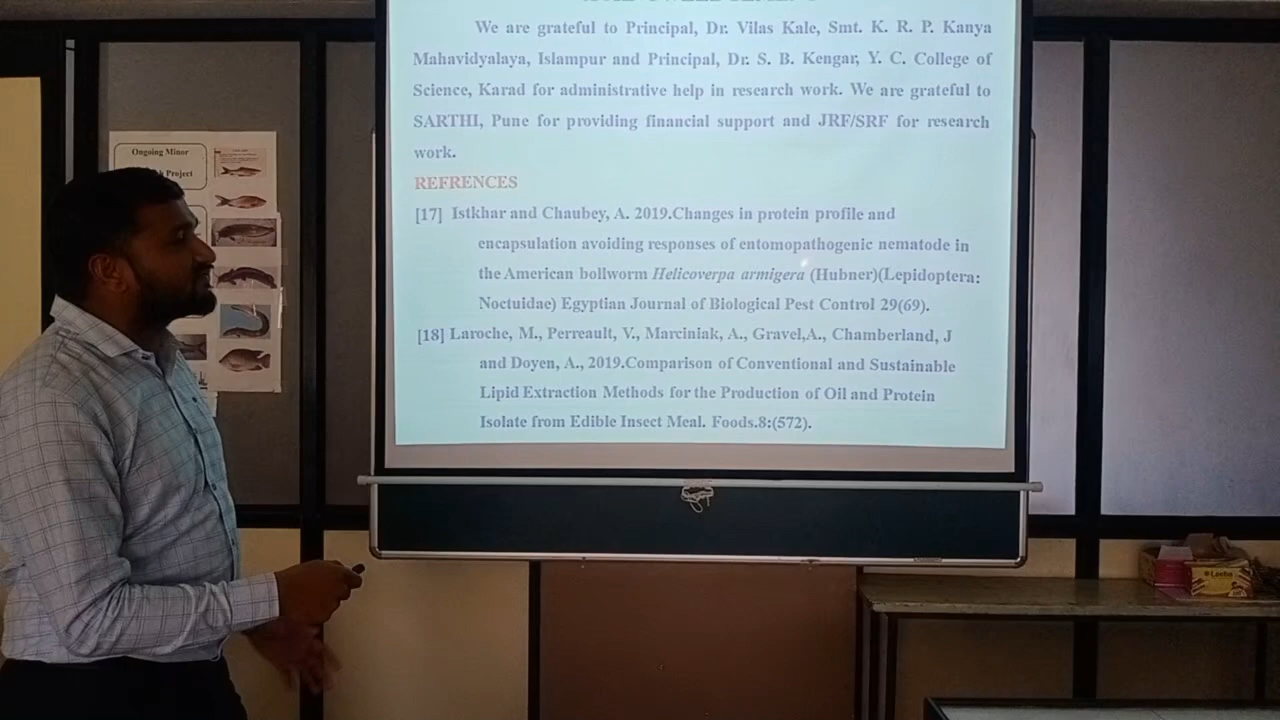 We are grateful to Principal, Dr. Vilas Kale, Smt. K. R. P. Kanya
Mahavidyalaya, Islampur and Principal, Dr. S. B. Kengar, Y. C. College of
Science, Karad for administrative help in research work. We are grateful to
SARTHI, Pune for providing financial support and JRF/SRF for research
work.
REFRENCES
[17] Istkhar and Chaubey, A. 2019.Changes in protein profile and
encapsulation avoiding responses of entomopathogenic nematode in
the American bollworm Helicoverpa armigera (Hubner)(Lepidoptera:
Noctuidae) Egyptian Journal of Biological Pest Control 29(69).
[18] Laroche, M., Perreault, V., Marciniak, A., Gravel,A., Chamberland, J
and Doyen, A., 2019.Comparison of Conventional and Sustainable
Lipid Extraction Methods for the Production of Oil and Protein
Isolate from Edible Insect Meal. Foods.8:(572).
Ongoing Minor
Project